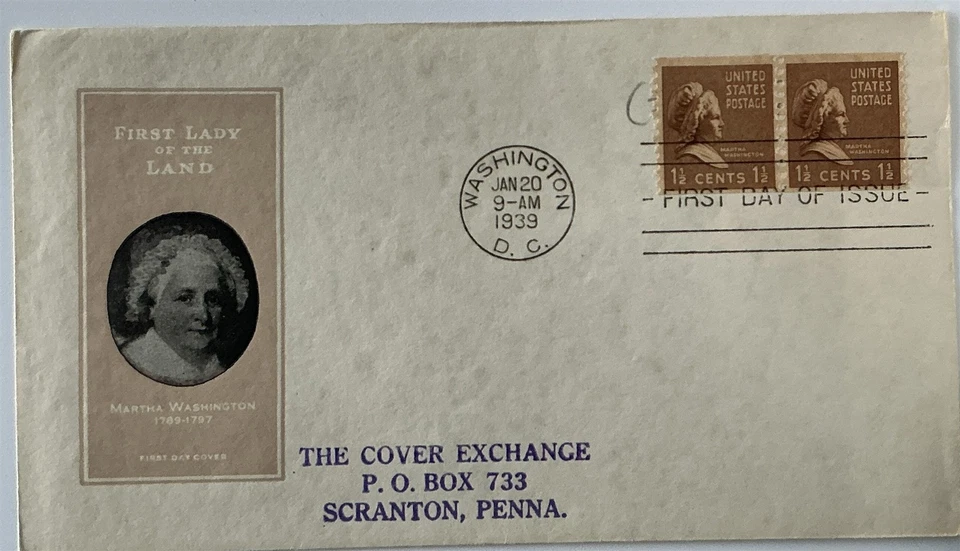 FIRST LADY
OF THE
LAND
MARTHA WASHINGTON
1789-1797
FIRST DAY COVER
WASHINGTON
JAN 20
9-AM
1939
D. C.
UNITED
STATES
POSTAGE
MARTHA
WASHINGTON
1½ CENTS 1½
UNITED
STATES
POSTAGE
MARTHA
WASHINGTON
1½ CENTS 1½
- FIRST DAY OF ISSUE -
THE COVER EXCHANGE
P. O. BOX 733
SCRANTON, PENNA.